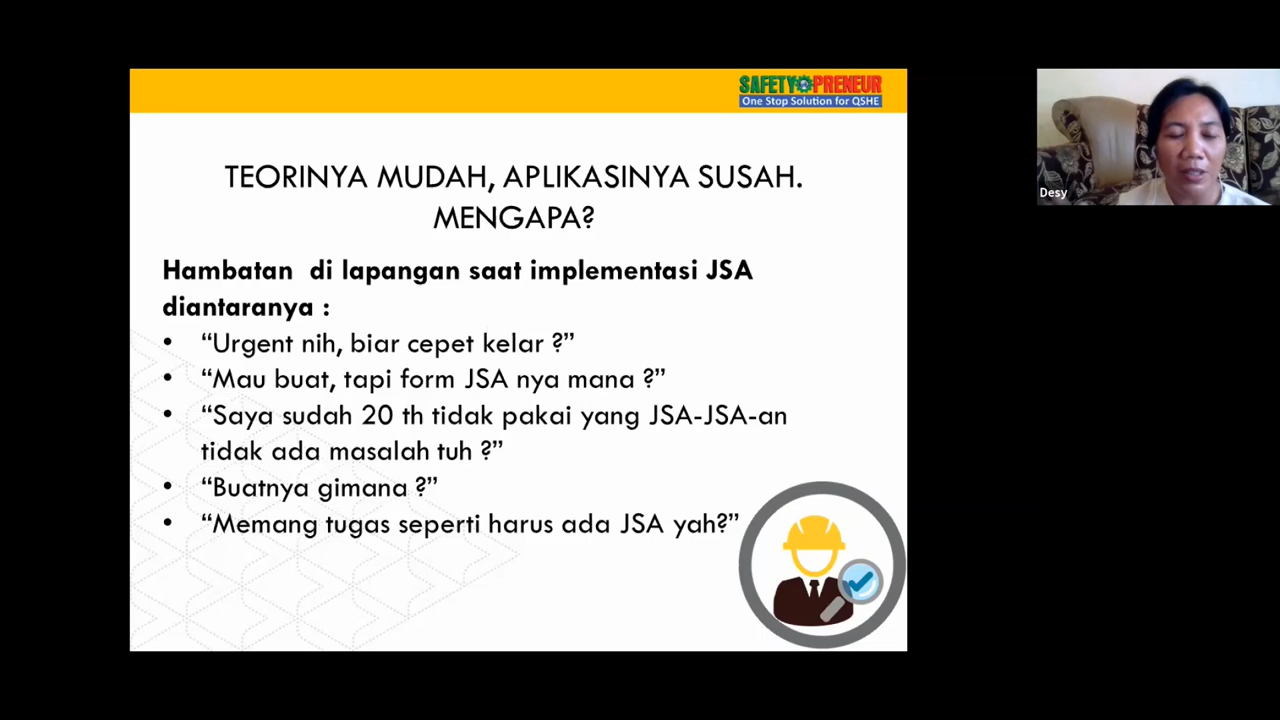 SAFETY PRENEUR
One Stop Solution for QSHE
TEORINYA MUDAH, APLIKASINYA SUSAH.
MENGAPA?
Hambatan di lapangan saat implementasi JSA
diantaranya :
• “Urgent nih, biar cepet kelar ?”
• “Mau buat, tapi form JSA nya mana ?”
• “Saya sudah 20 th tidak pakai yang JSA-JSA-an
tidak ada masalah tuh ?”
• “Buatnya gimana ?”
• “Memang tugas seperti harus ada JSA yah?”
Desy